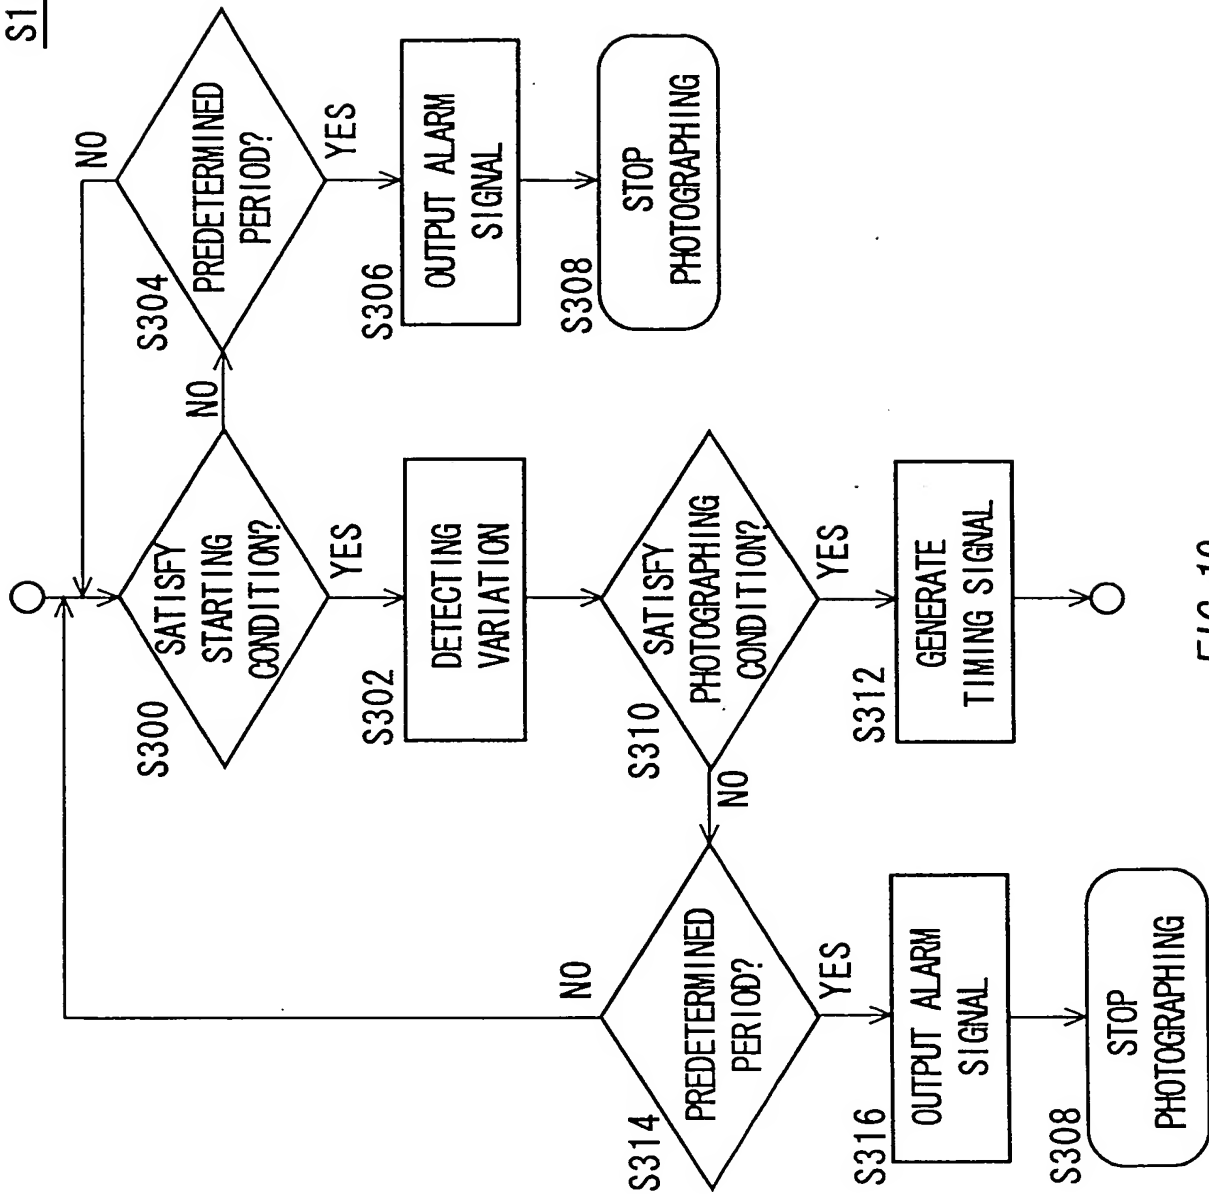 S1
NO
S304
PREDETERMINED
PERIOD?
YES
S306
OUTPUT ALARM
SIGNAL
S308
STOP
PHOTOGRAPHING
S300
SATISFY
STARTING
CONDITION?
NO
YES
S302
DETECTING
VARIATION
S310
SATISFY
PHOTOGRAPHING
CONDITION?
YES
NO
S312
GENERATE
TIMING SIGNAL
NO
S314
PREDETERMINED
PERIOD?
YES
S316
OUTPUT ALARM
SIGNAL
S308
STOP
PHOTOGRAPHING